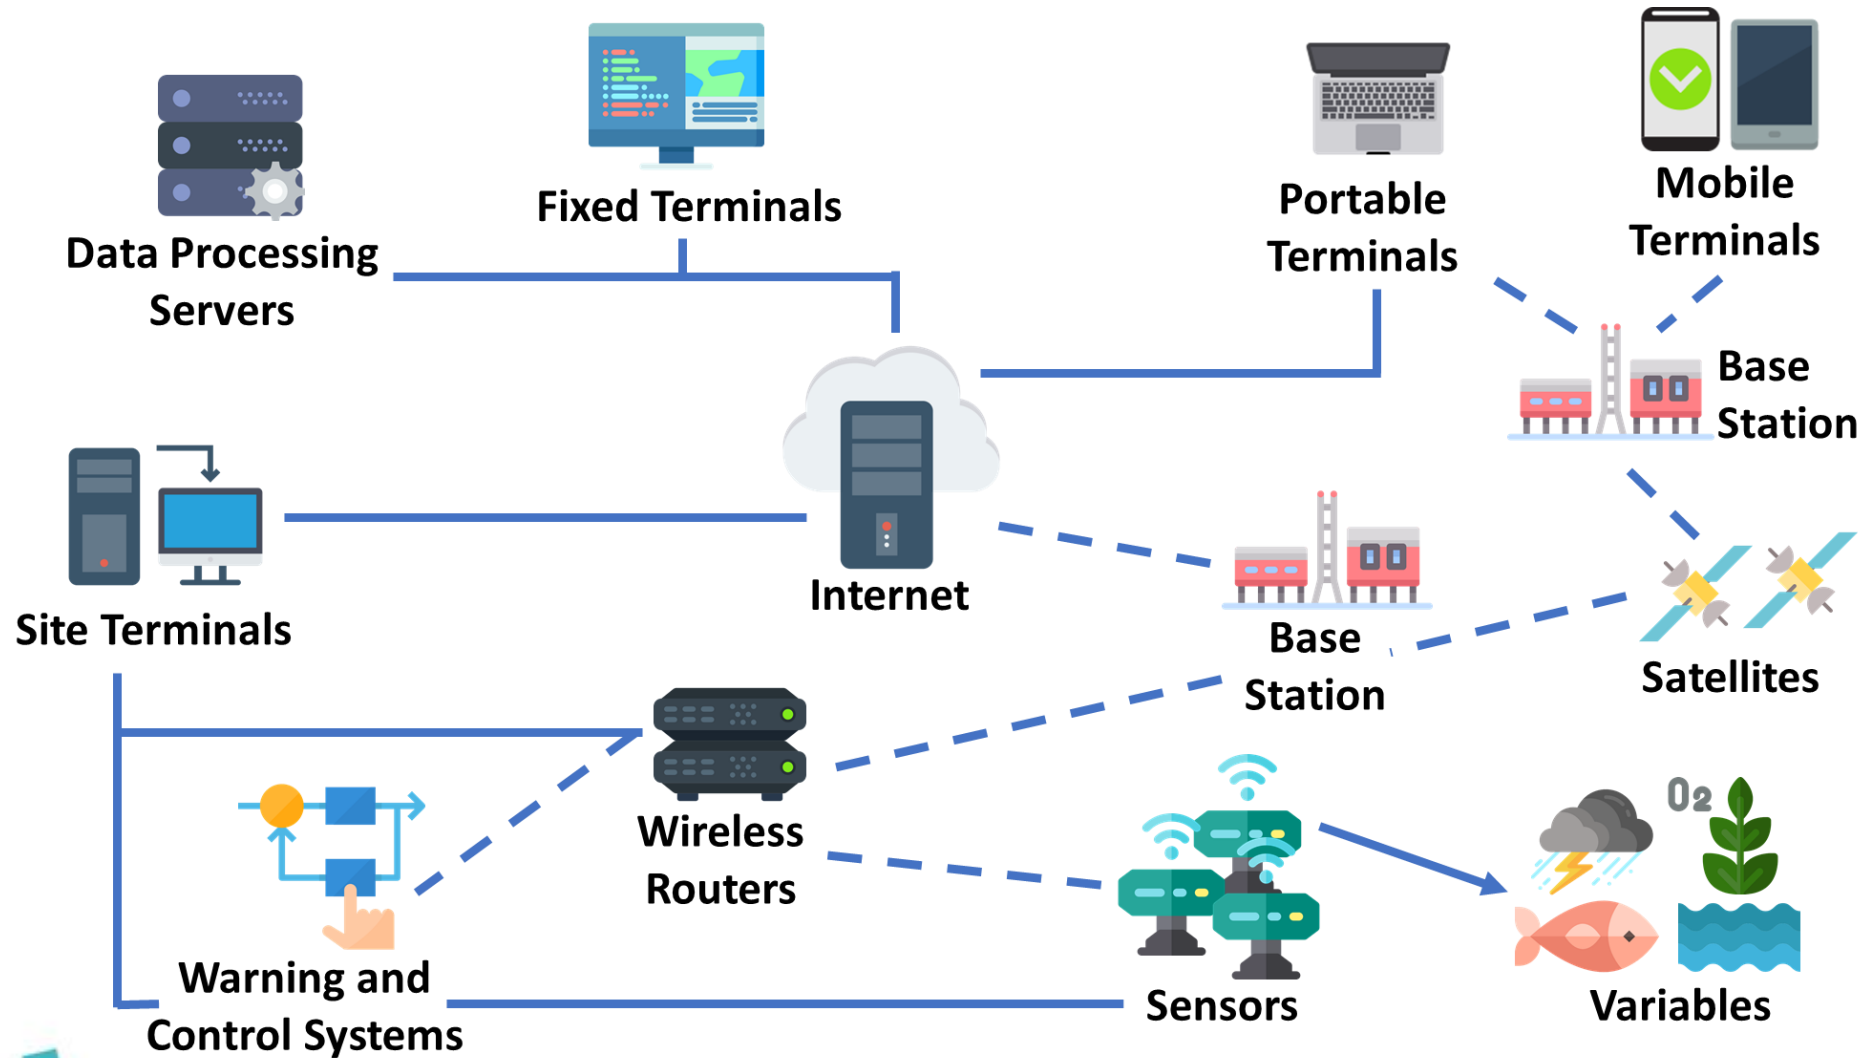 Data Processing
Servers
Fixed Terminals
Portable
Terminals
Mobile
Terminals
Base
Station
Site Terminals
Internet
Base
Station
Satellites
Wireless
Routers
O2
Warning and
Control Systems
Sensors
Variables